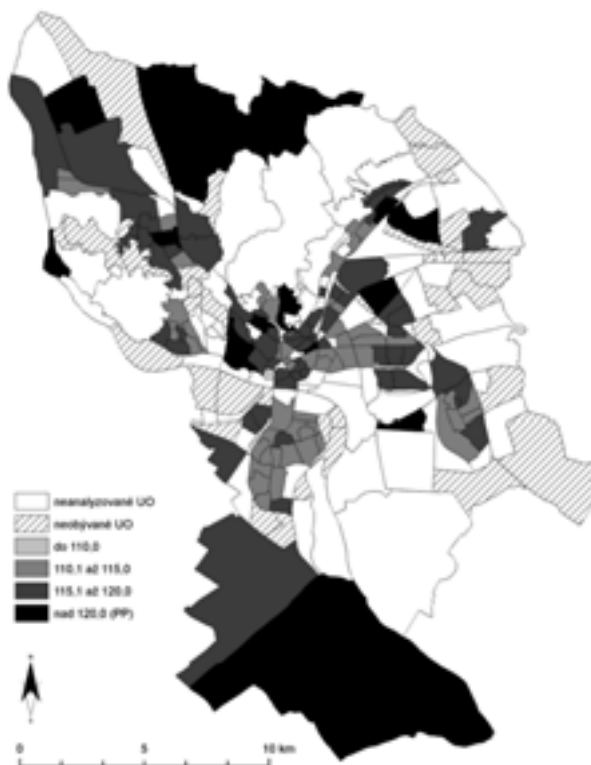 neanalyzované UO
neobývané UO
do 110,0
110,1 až 115,0
115,1 až 120,0
nad 120,0 (PP)
0 5 10 km